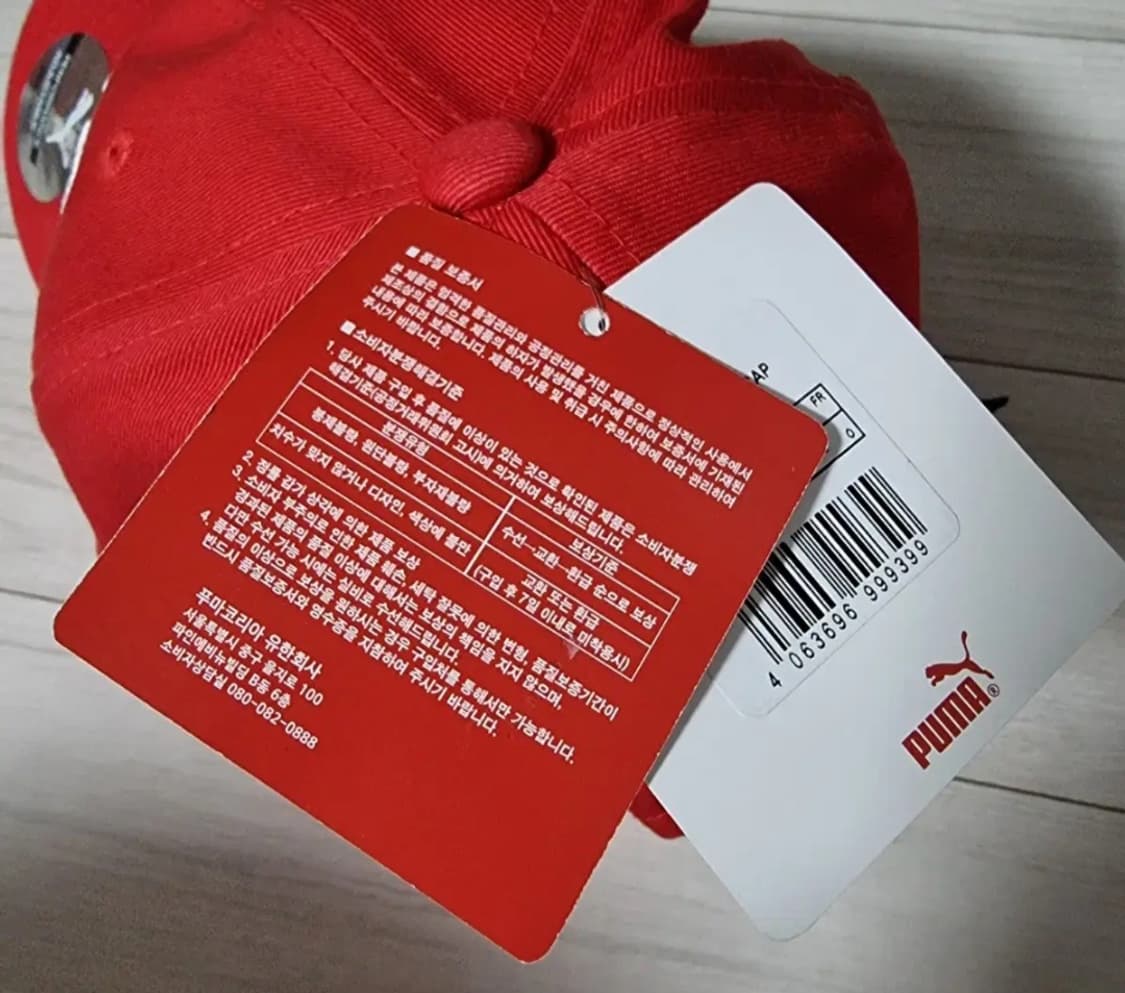 ■ 품질 보증서
본 제품은 엄격한 품질관리와 공정관리를 거친 제품으로 정상적인 사용에서
제조상의 결함으로 제품의 하자가 발생했을 경우에 한하여 보증서에 기재된
내용에 따라 보증합니다. 제품의 사용 및 취급 시 주의사항에 따라 관리하여
주시기 바랍니다.
■ 소비자분쟁해결기준
1. 당사 제품 구입 후 품질에 이상이 있는 것으로 확인된 제품은 소비자분쟁
해결기준(공정거래위원회 고시)에 의거하여 보상해드립니다.
분쟁유형 보상기준
봉제불량, 원단불량, 부자재불량 수선→교환→환급 순으로 보상
치수가 맞지 않거나 디자인, 색상에 불만 교환 또는 환급
(구입 후 7일 이내로 미착용시)
2. 정률 감가 상각에 의한 제품 보상
3. 소비자 부주의로 인한 제품 훼손, 세탁 잘못에 의한 변형, 품질보증기간이
경과된 제품의 품질 이상에 대해서는 보상의 책임을 지지 않으며,
다만 수선 가능 시에는 실비로 수선해드립니다.
4. 품질의 이상으로 보상을 원하시는 경우 구입처를 통해서만 가능합니다.
반드시 품질보증서와 영수증을 지참하여 주시기 바랍니다.
푸마코리아 유한회사
서울특별시 중구 을지로 100
파인에비뉴빌딩 B동 6층
소비자상담실 080-082-0888
AP
FR
0
4 063696 999399
PUMA®